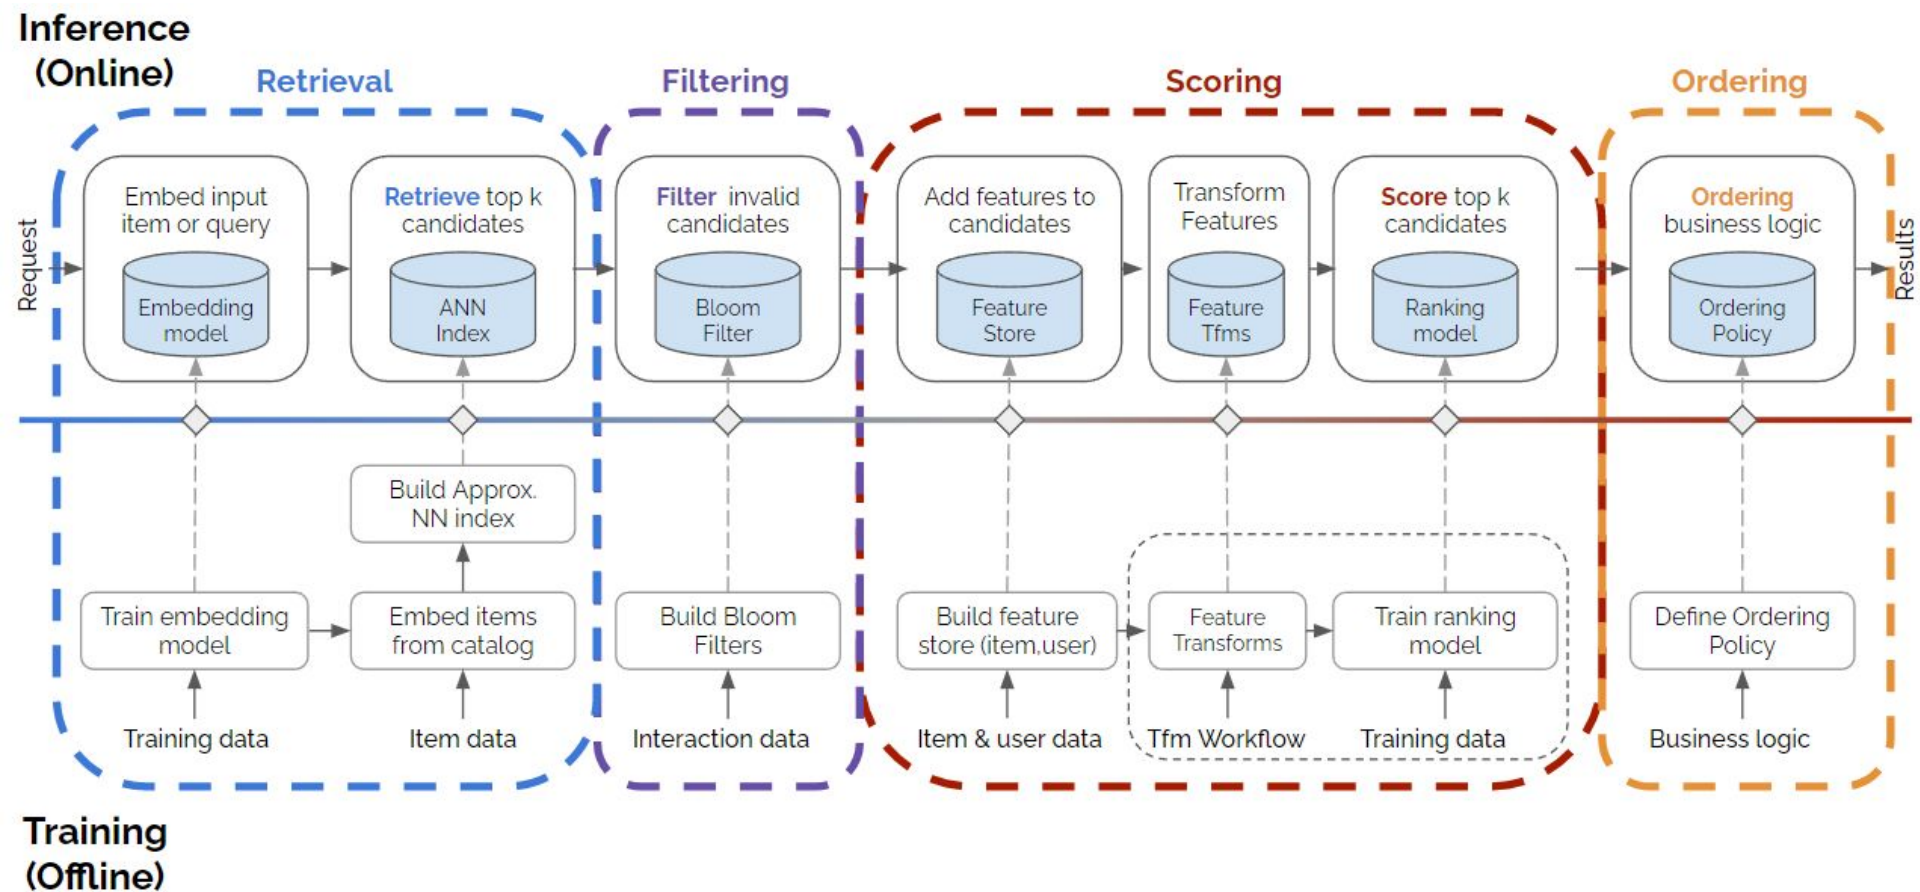 Inference
(Online)
Retrieval
Filtering
Scoring
Ordering
Request
Embed input
item or query
Embedding
model
Retrieve top k
candidates
ANN
Index
Filter invalid
candidates
Bloom
Filter
Add features to
candidates
Feature
Store
Transform
Features
Feature
Tfms
Score top k
candidates
Ranking
model
Ordering
business logic
Ordering
Policy
Results
Build Approx.
NN index
Train embedding
model
Embed items
from catalog
Build Bloom
Filters
Build feature
store (item,user)
Feature
Transforms
Train ranking
model
Define Ordering
Policy
Training data
Item data
Interaction data
Item & user data
Tfm Workflow
Training data
Business logic
Training
(Offline)